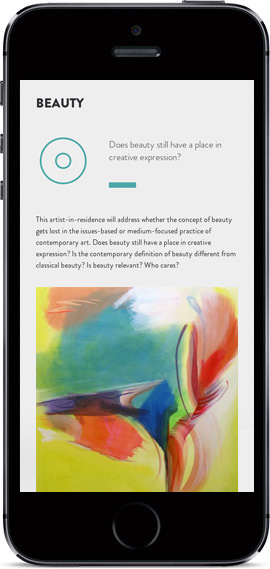 BEAUTY
Does beauty still have a place in
creative expression?
This artist-in-residence will address whether the concept of beauty
gets lost in the issues-based or medium-focused practice of
contemporary art. Does beauty still have a place in creative
expression? Is the contemporary definition of beauty different from
classical beauty? Is beauty relevant? Who cares?